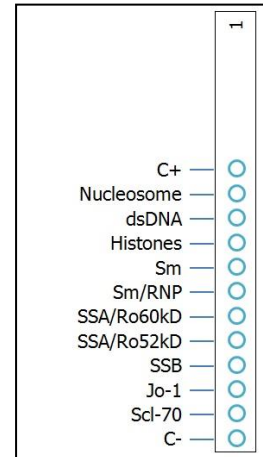 1
C+
Nucleosome
dsDNA
Histones
Sm
Sm/RNP
SSA/Ro60kD
SSA/Ro52kD
SSB
Jo-1
Scl-70
C-